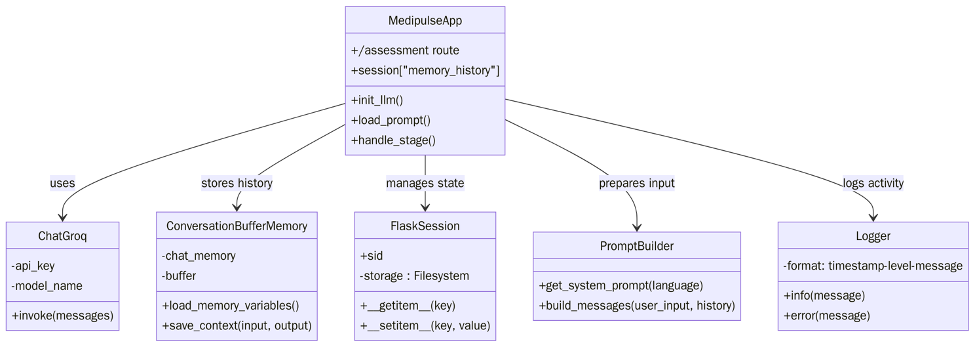 MedipulseApp
+/assessment route
+session["memory_history"]
+init_llm()
+load_prompt()
+handle_stage()
uses
stores history
manages state
prepares input
logs activity
ChatGroq
-api_key
-model_name
+invoke(messages)
ConversationBufferMemory
-chat_memory
-buffer
+load_memory_variables()
+save_context(input, output)
FlaskSession
+sid
-storage : Filesystem
+__getitem__(key)
+__setitem__(key, value)
PromptBuilder
+get_system_prompt(language)
+build_messages(user_input, history)
Logger
-format: timestamp-level-message
+info(message)
+error(message)